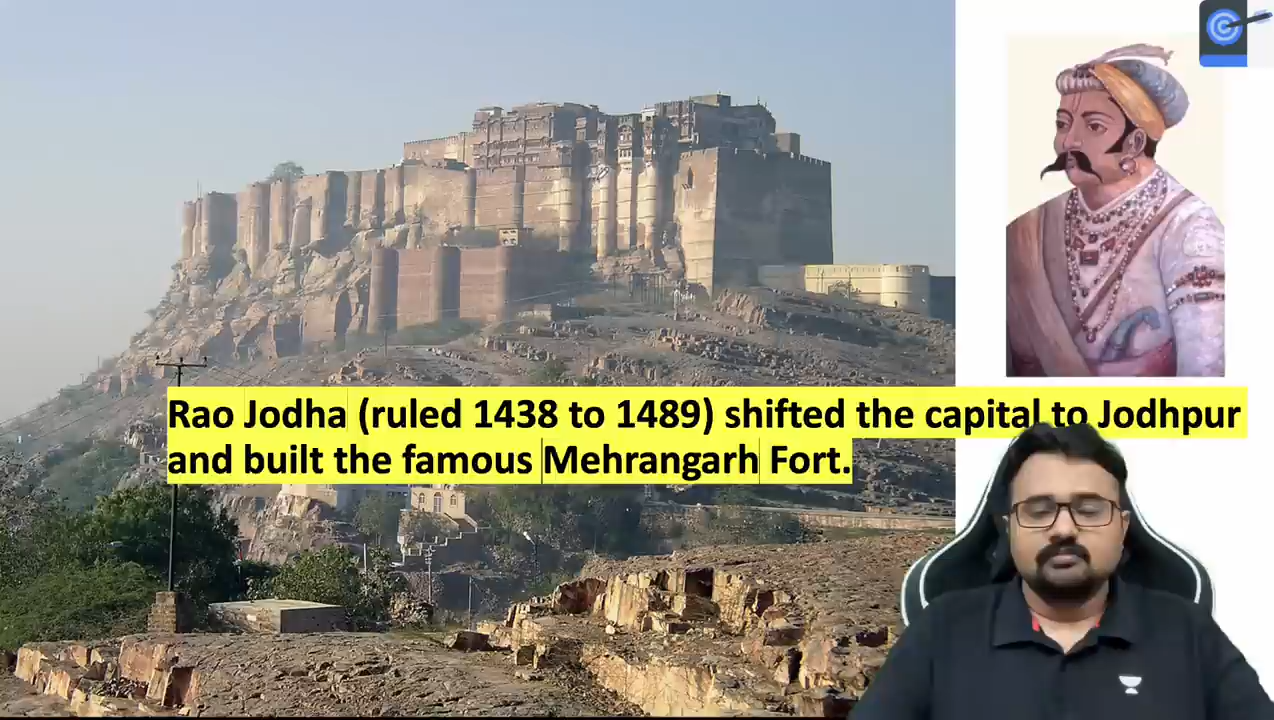 Rao Jodha (ruled 1438 to 1489) shifted the capital to Jodhpur
and built the famous Mehrangarh Fort.